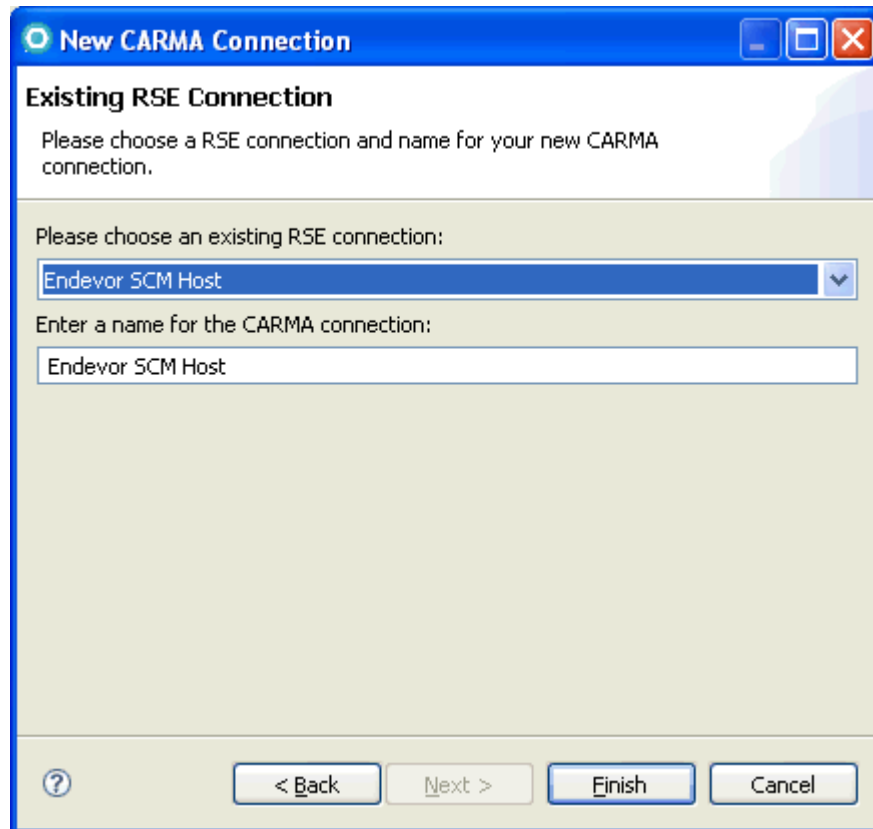 New CARMA Connection
Existing RSE Connection
Please choose a RSE connection and name for your new CARMA
connection.
Please choose an existing RSE connection:
Endevor SCM Host
Enter a name for the CARMA connection:
Endevor SCM Host
? < Back Next > Finish Cancel